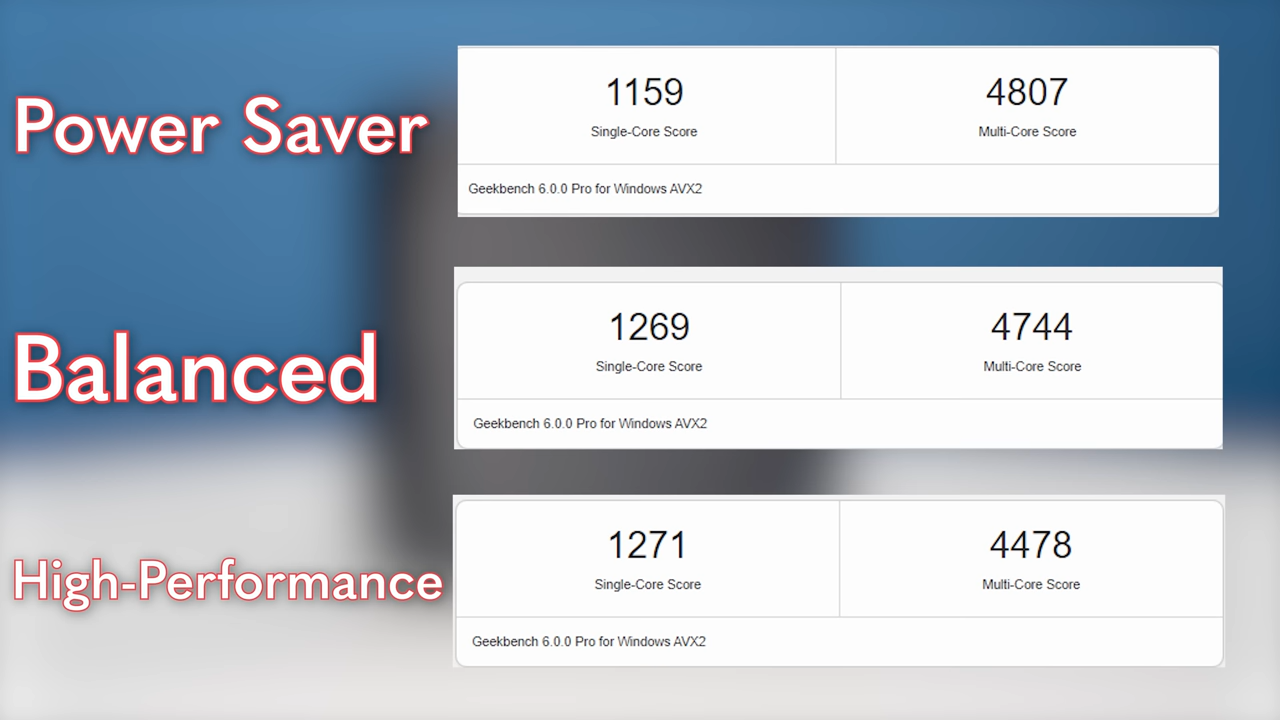 Power Saver
1159
Single-Core Score
4807
Multi-Core Score
Geekbench 6.0.0 Pro for Windows AVX2
Balanced
1269
Single-Core Score
4744
Multi-Core Score
Geekbench 6.0.0 Pro for Windows AVX2
High-Performance
1271
Single-Core Score
4478
Multi-Core Score
Geekbench 6.0.0 Pro for Windows AVX2